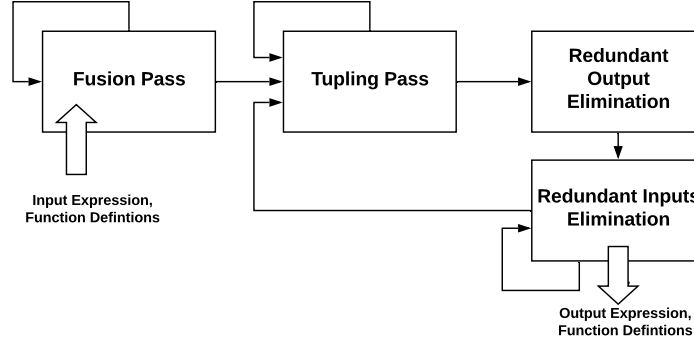 Fusion Pass
Tupling Pass
Redundant
Output
Elimination
Input Expression,
Function Defintions
Redundant Inputs
Elimination
Output Expression,
Function Defintions